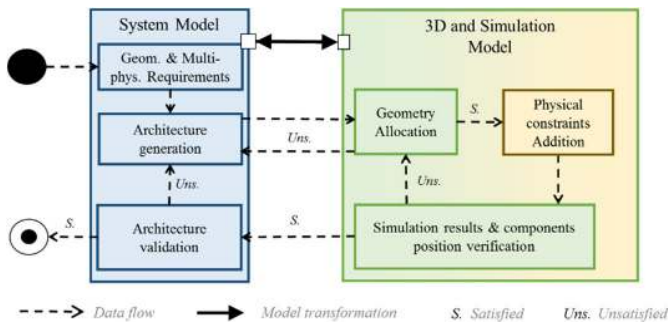 System Model
3D and Simulation
Model
Geom. & Multi-
phys. Requirements
Architecture
generation
Uns.
Geometry
Allocation
S.
Physical
constraints
Addition
Uns.
Uns.
S.
Architecture
validation
S.
Simulation results & components
position verification
Data flow
Model transformation
S. Satisfied
Uns. Unsatisfied